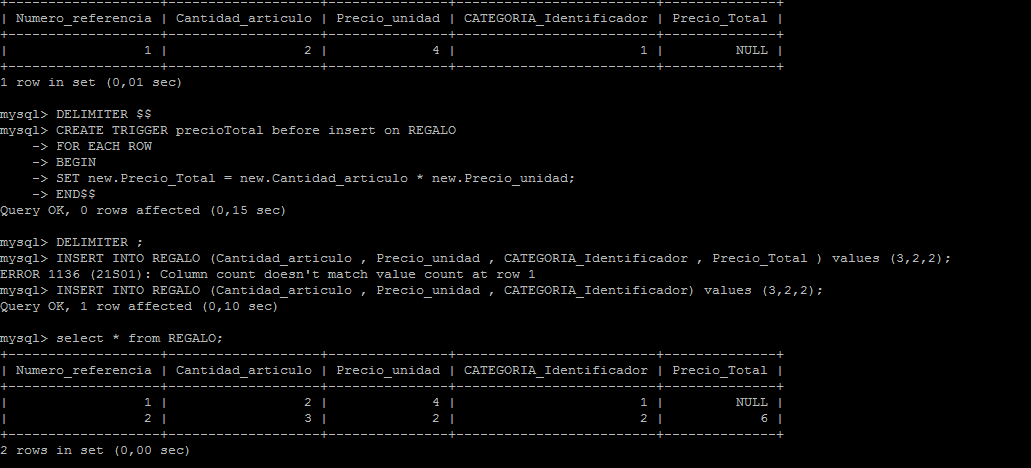 +-------------------+-------------------+---------------+-------------------------+--------------+
| Numero_referencia | Cantidad_articulo | Precio_unidad | CATEGORIA_Identificador | Precio_Total |
+-------------------+-------------------+---------------+-------------------------+--------------+
|                 1 |                 2 |             4 |                       1 |         NULL |
+-------------------+-------------------+---------------+-------------------------+--------------+
1 row in set (0,01 sec)

mysql> DELIMITER $$
mysql> CREATE TRIGGER precioTotal before insert on REGALO
    -> FOR EACH ROW
    -> BEGIN
    -> SET new.Precio_Total = new.Cantidad_articulo * new.Precio_unidad;
    -> END$$
Query OK, 0 rows affected (0,15 sec)

mysql> DELIMITER ;
mysql> INSERT INTO REGALO (Cantidad_articulo , Precio_unidad , CATEGORIA_Identificador , Precio_Total ) values (3,2,2);
ERROR 1136 (21S01): Column count doesn't match value count at row 1
mysql> INSERT INTO REGALO (Cantidad_articulo , Precio_unidad , CATEGORIA_Identificador) values (3,2,2);
Query OK, 1 row affected (0,10 sec)

mysql> select * from REGALO;
+-------------------+-------------------+---------------+-------------------------+--------------+
| Numero_referencia | Cantidad_articulo | Precio_unidad | CATEGORIA_Identificador | Precio_Total |
+-------------------+-------------------+---------------+-------------------------+--------------+
|                 1 |                 2 |             4 |                       1 |         NULL |
|                 2 |                 3 |             2 |                       2 |            6 |
+-------------------+-------------------+---------------+-------------------------+--------------+
2 rows in set (0,00 sec)